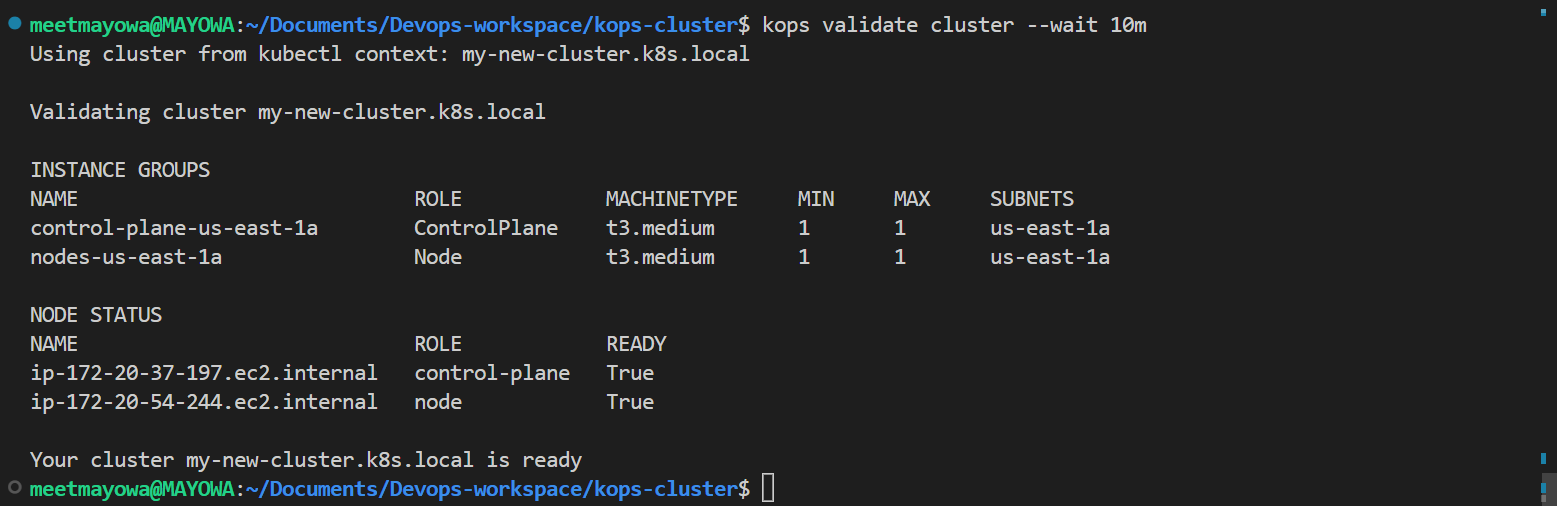 meetmayowa@MAYOWA:~/Documents/Devops-workspace/kops-cluster$ kops validate cluster --wait 10m
Using cluster from kubectl context: my-new-cluster.k8s.local
Validating cluster my-new-cluster.k8s.local
INSTANCE GROUPS
NAME ROLE MACHINETYPE MIN MAX SUBNETS
control-plane-us-east-1a ControlPlane t3.medium 1 1 us-east-1a
nodes-us-east-1a Node t3.medium 1 1 us-east-1a
NODE STATUS
NAME ROLE READY
ip-172-20-37-197.ec2.internal control-plane True
ip-172-20-54-244.ec2.internal node True
Your cluster my-new-cluster.k8s.local is ready
meetmayowa@MAYOWA:~/Documents/Devops-workspace/kops-cluster$